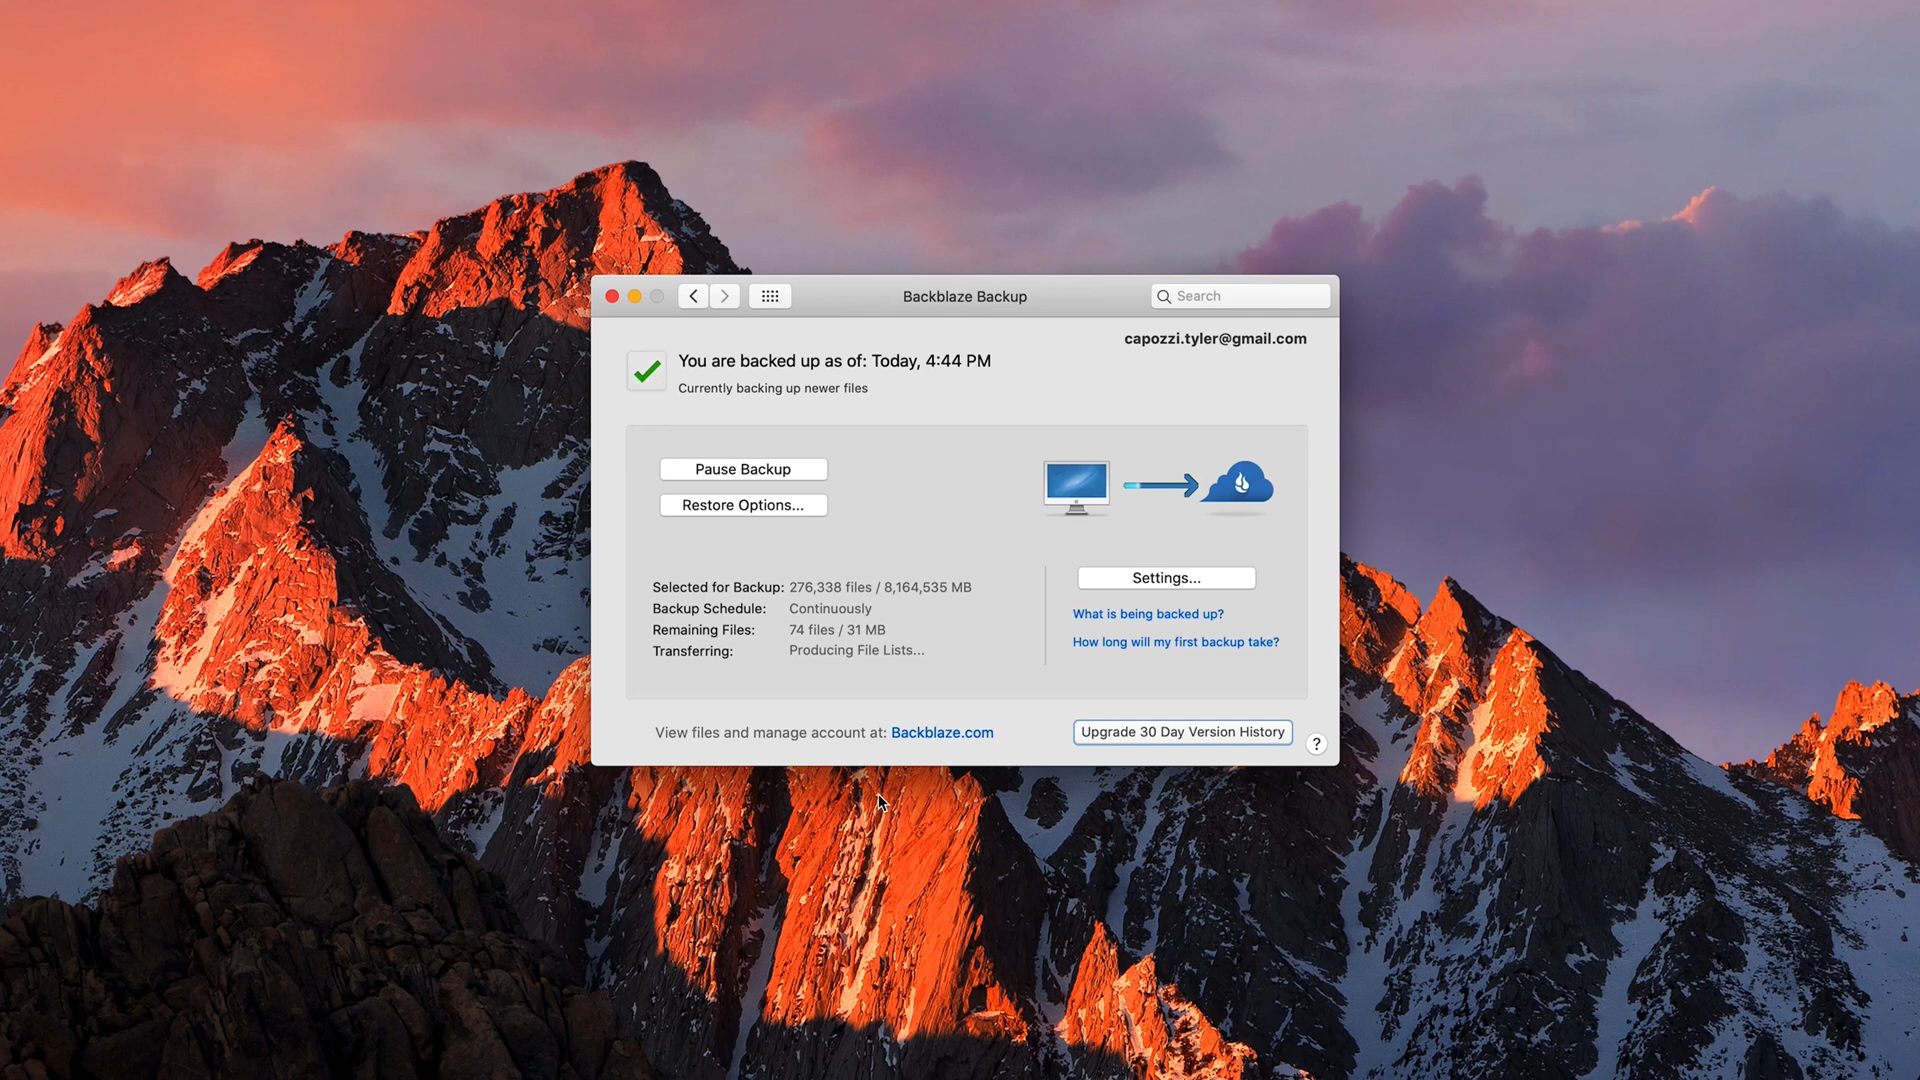 Backblaze Backup
Search
capozzi.tyler@gmail.com
You are backed up as of: Today, 4:44 PM
Currently backing up newer files
Pause Backup
Restore Options...
Selected for Backup: 276,338 files / 8,164,535 MB
Backup Schedule: Continuously
Remaining Files: 74 files / 31 MB
Transferring: Producing File Lists...
Settings...
What is being backed up?
How long will my first backup take?
View files and manage account at: Backblaze.com
Upgrade 30 Day Version History
?